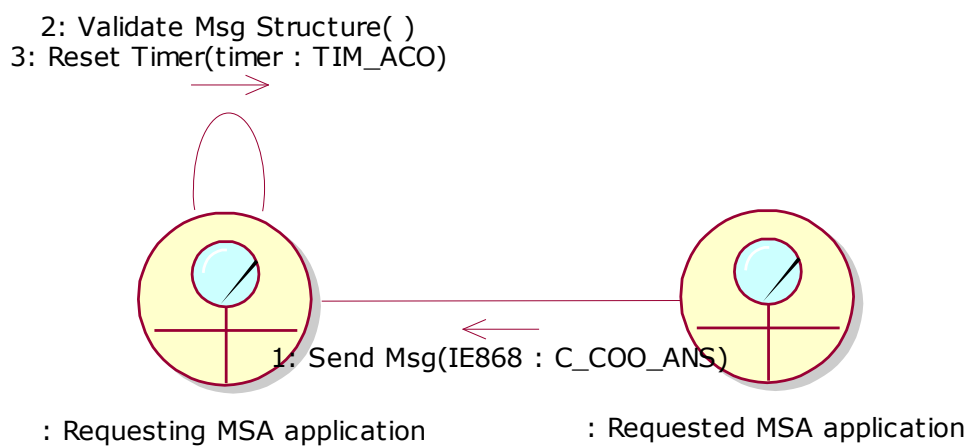 2: Validate Msg Structure( )
3: Reset Timer(timer : TIM_ACO)
1: Send Msg(IE868 : C_COO_ANS)
: Requesting MSA application
: Requested MSA application